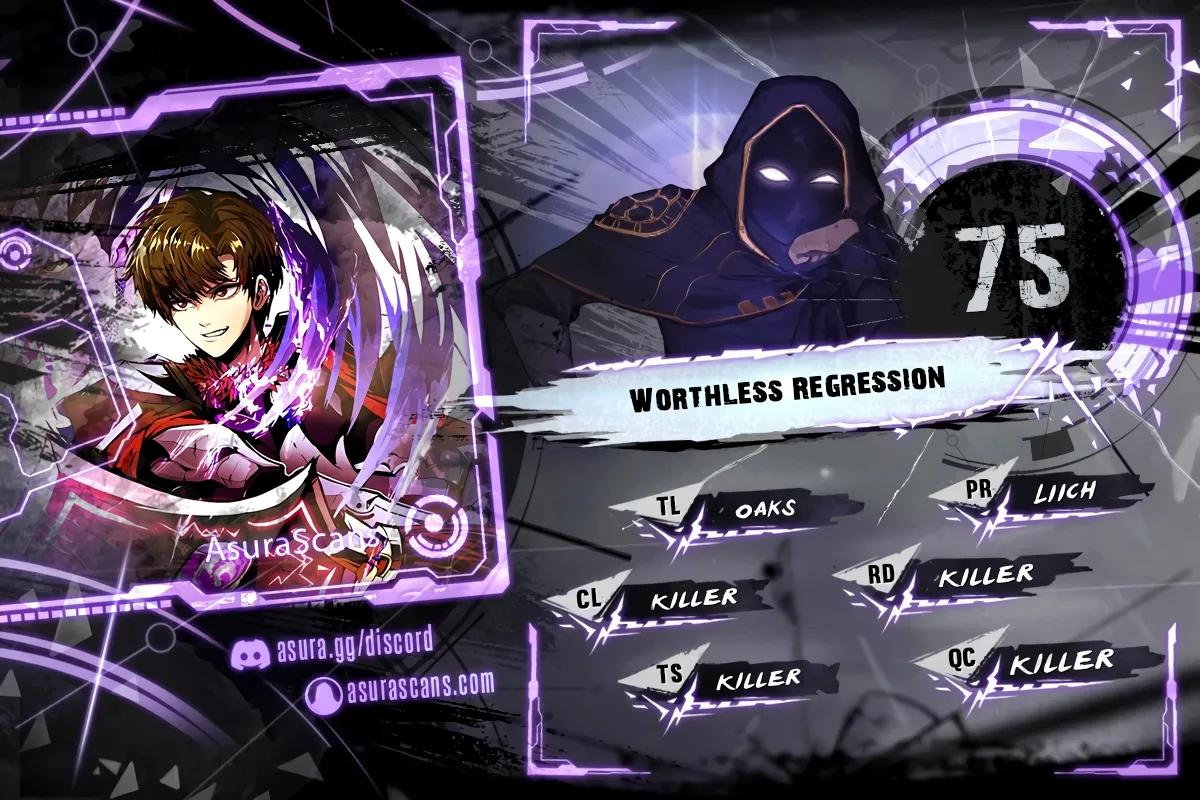 75
WORTHLESS REGRESSION
TL OAKS
PR LIICH
CL KILLER
RD KILLER
TS KILLER
QC KILLER
AsuraScans
asura.gg/discord
asurascans.com